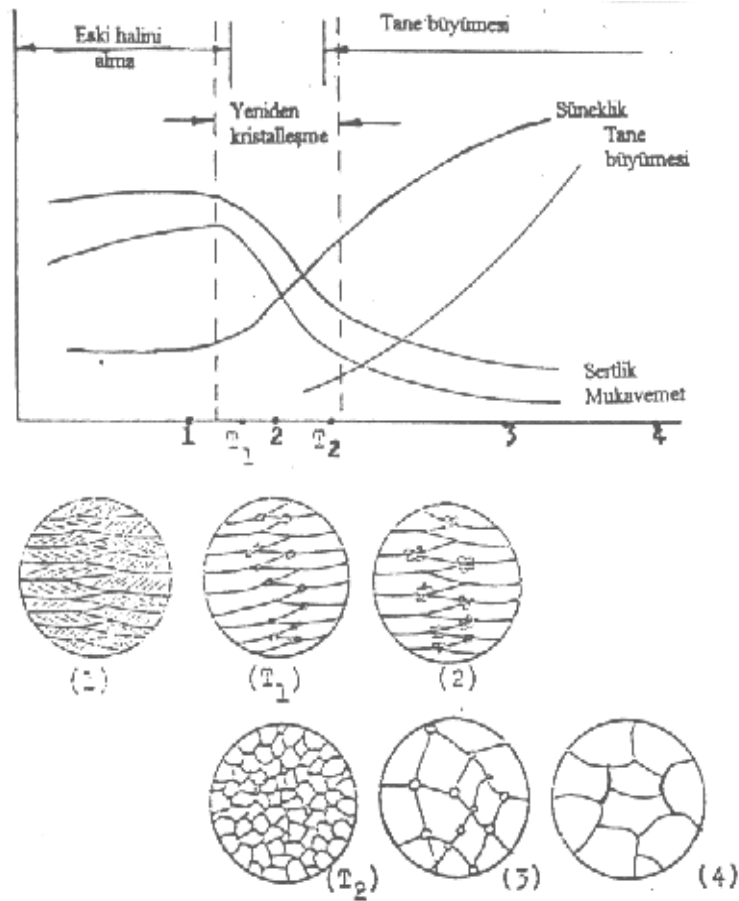 Eski halini
alma
Tane büyümesi
Yeniden
kristalleşme
Süneklik
Tane
büyümesi
Sertlik
Mukavemet
1 T1 2 T2 3 4
(1) (T1) (2)
(T2) (3) (4)